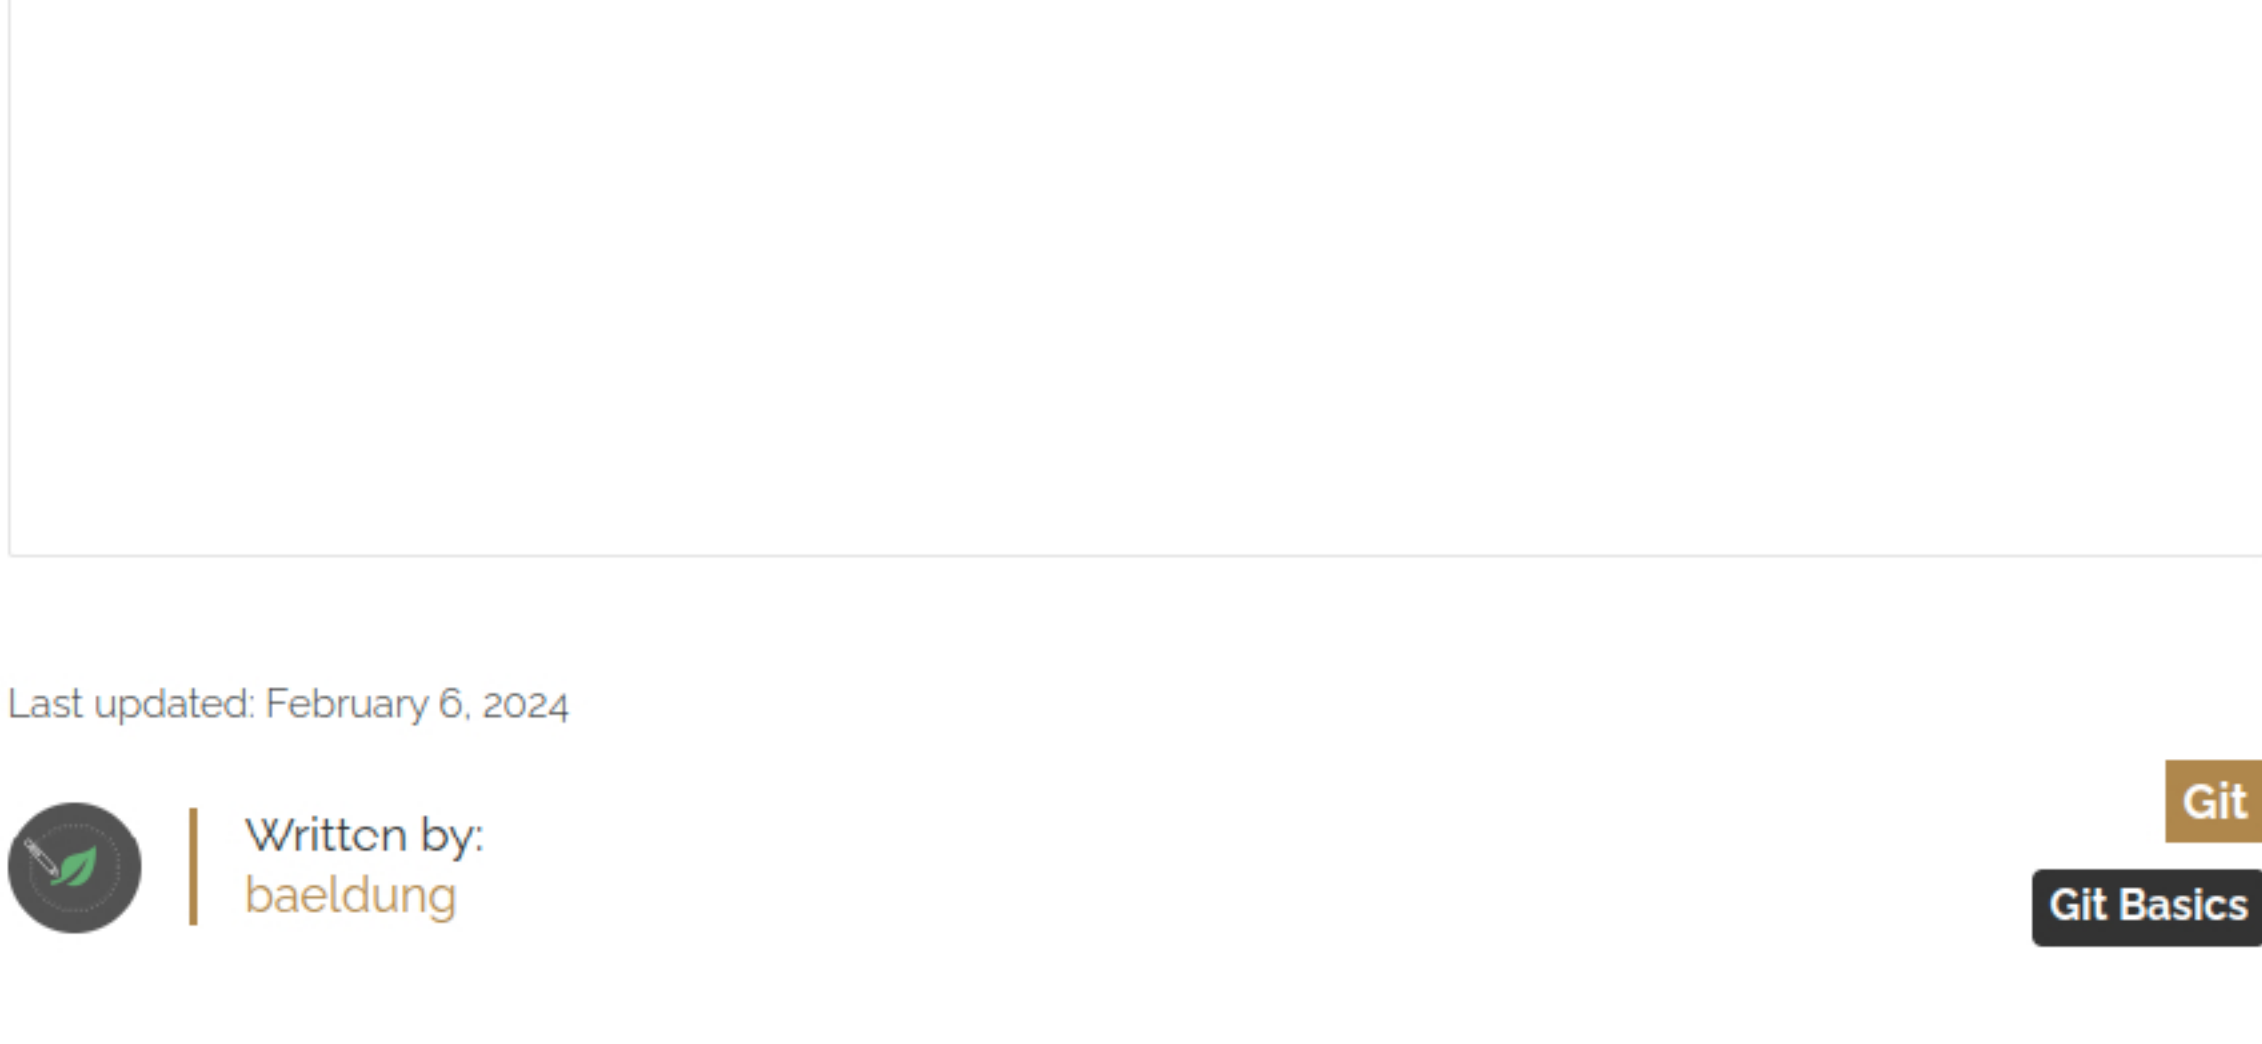 Last updated: February 6, 2024
Written by:
baeldung
Git
Git Basics